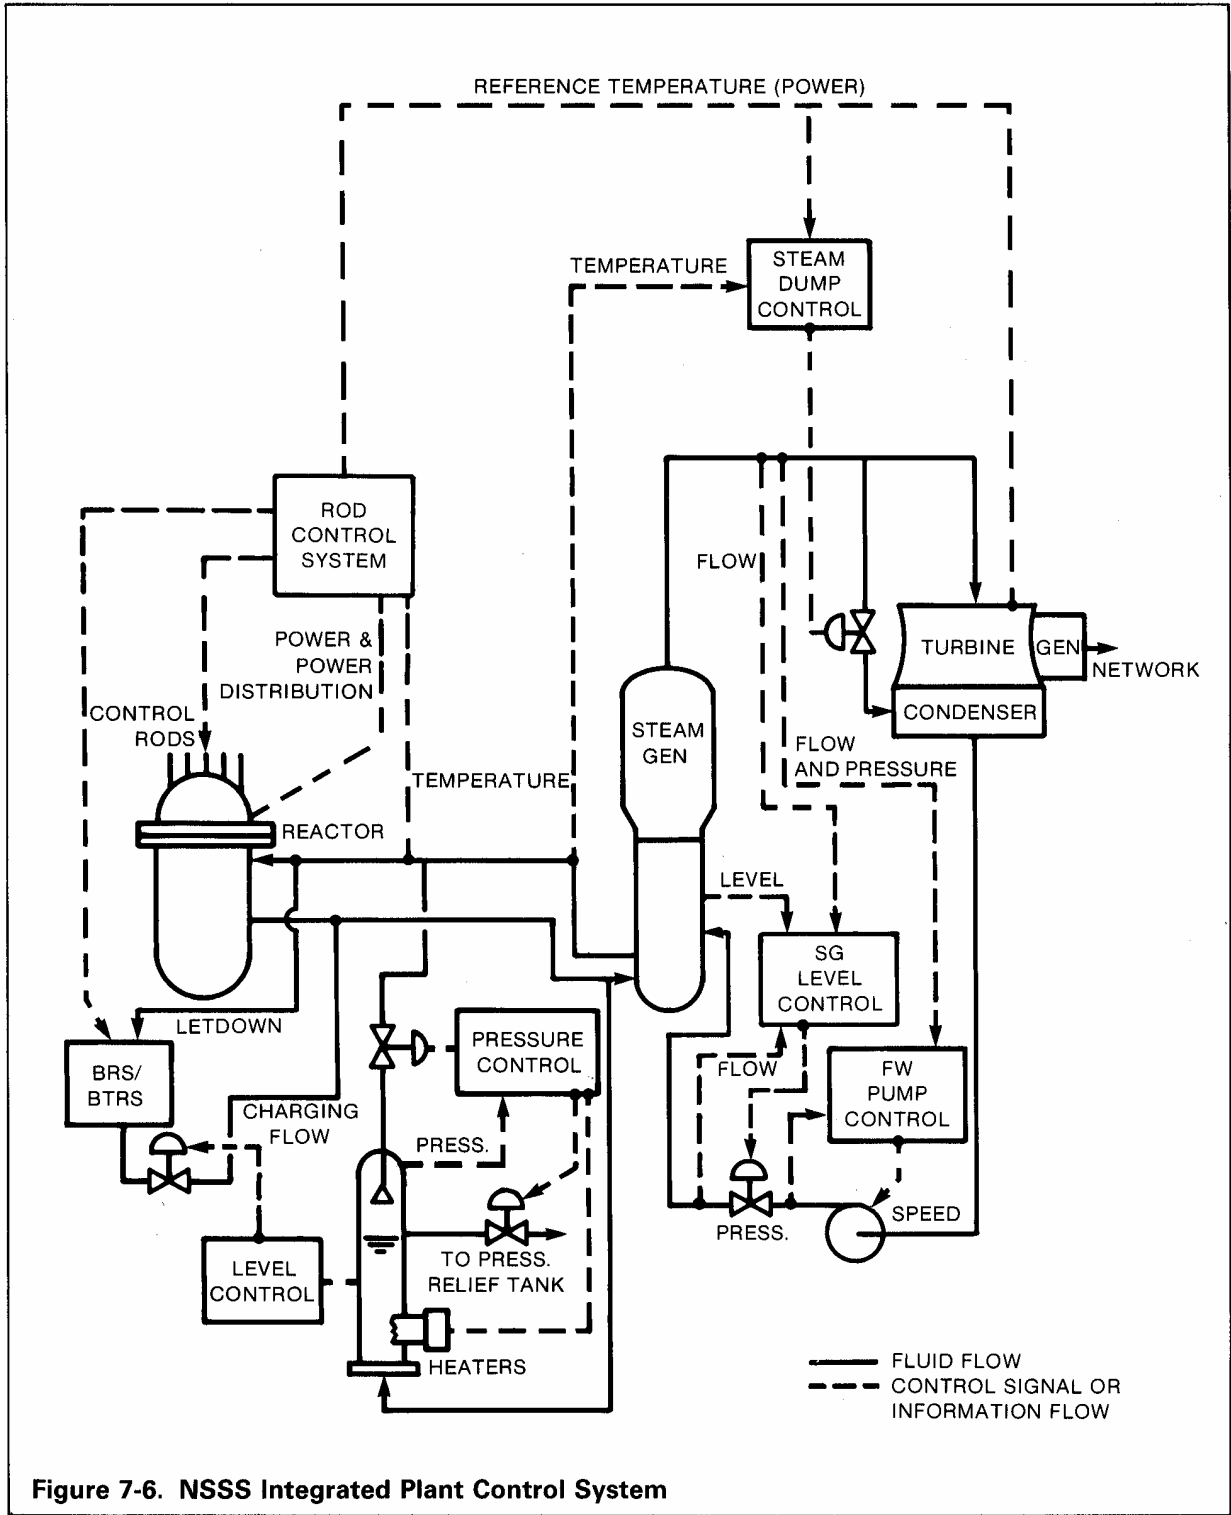 REFERENCE TEMPERATURE (POWER)
TEMPERATURE
STEAM
DUMP
CONTROL
ROD
CONTROL
SYSTEM
FLOW
POWER &
POWER
DISTRIBUTION
TURBINE
GEN
NETWORK
CONTROL
RODS
STEAM
GEN
CONDENSER
FLOW
AND PRESSURE
TEMPERATURE
REACTOR
LEVEL
SG
LEVEL
CONTROL
LETDOWN
PRESSURE
CONTROL
BRS/
BTRS
FLOW
FW
PUMP
CONTROL
CHARGING
FLOW
PRESS.
SPEED
PRESS.
LEVEL
CONTROL
TO PRESS.
RELIEF TANK
HEATERS
FLUID FLOW
CONTROL SIGNAL OR
INFORMATION FLOW
Figure 7-6. NSSS Integrated Plant Control System